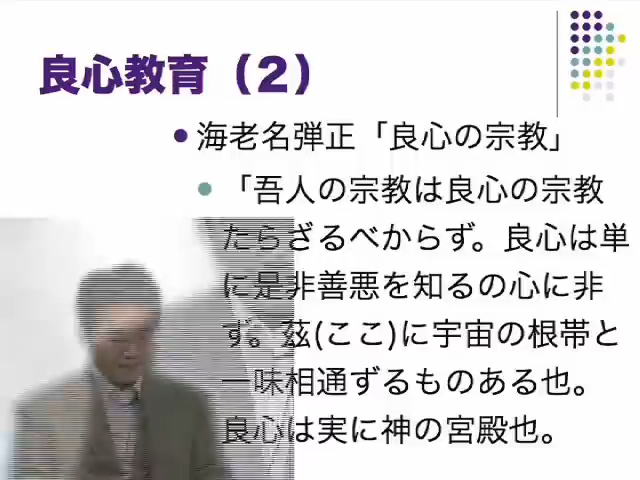 良心教育（２）
海老名弾正「良心の宗教」
「吾人の宗教は良心の宗教
たらざるべからず。良心は単
に是非善悪を知るの心に非
ず。茲(ここ)に宇宙の根帯と
一味相通ずるものある也。
良心は実に神の宮殿也。